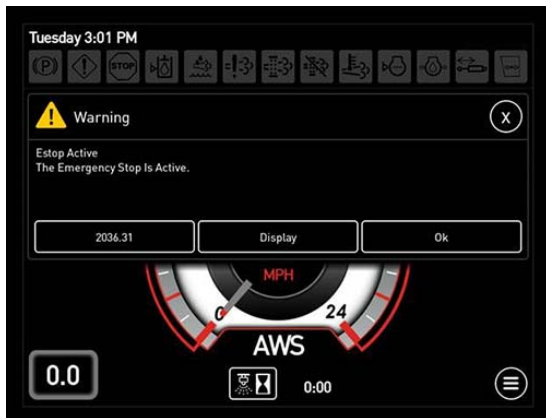 Tuesday 3:01 PM
(P) STOP
Warning
X
Estop Active
The Emergency Stop Is Active.
2036.31 Display Ok
MPH
0 24
AWS
0.0 0:00